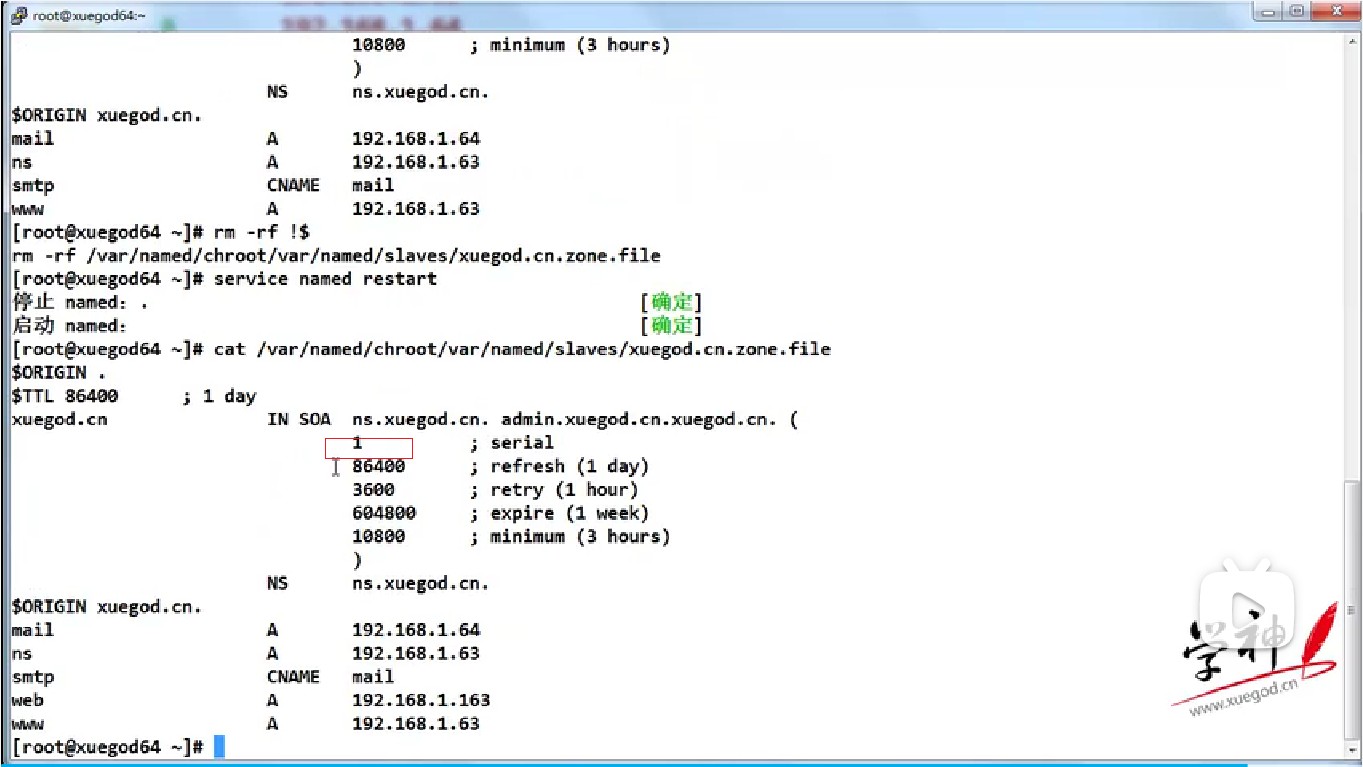 root@xuegod64:~
192.168.1.64
10800 ; minimum (3 hours)
)
NS ns.xuegod.cn.
$ORIGIN xuegod.cn.
mail A 192.168.1.64
ns A 192.168.1.63
smtp CNAME mail
www A 192.168.1.63
[root@xuegod64 ~]# rm -rf !$
rm -rf /var/named/chroot/var/named/slaves/xuegod.cn.zone.file
[root@xuegod64 ~]# service named restart
停止 named: . [确定]
启动 named: [确定]
[root@xuegod64 ~]# cat /var/named/chroot/var/named/slaves/xuegod.cn.zone.file
$ORIGIN .
$TTL 86400 ; 1 day
xuegod.cn IN SOA ns.xuegod.cn. admin.xuegod.cn.xuegod.cn. (
1 ; serial
86400 ; refresh (1 day)
3600 ; retry (1 hour)
604800 ; expire (1 week)
10800 ; minimum (3 hours)
)
NS ns.xuegod.cn.
$ORIGIN xuegod.cn.
mail A 192.168.1.64
ns A 192.168.1.63
smtp CNAME mail
web A 192.168.1.163
www A 192.168.1.63
[root@xuegod64 ~]#
学神
www.xuegod.cn